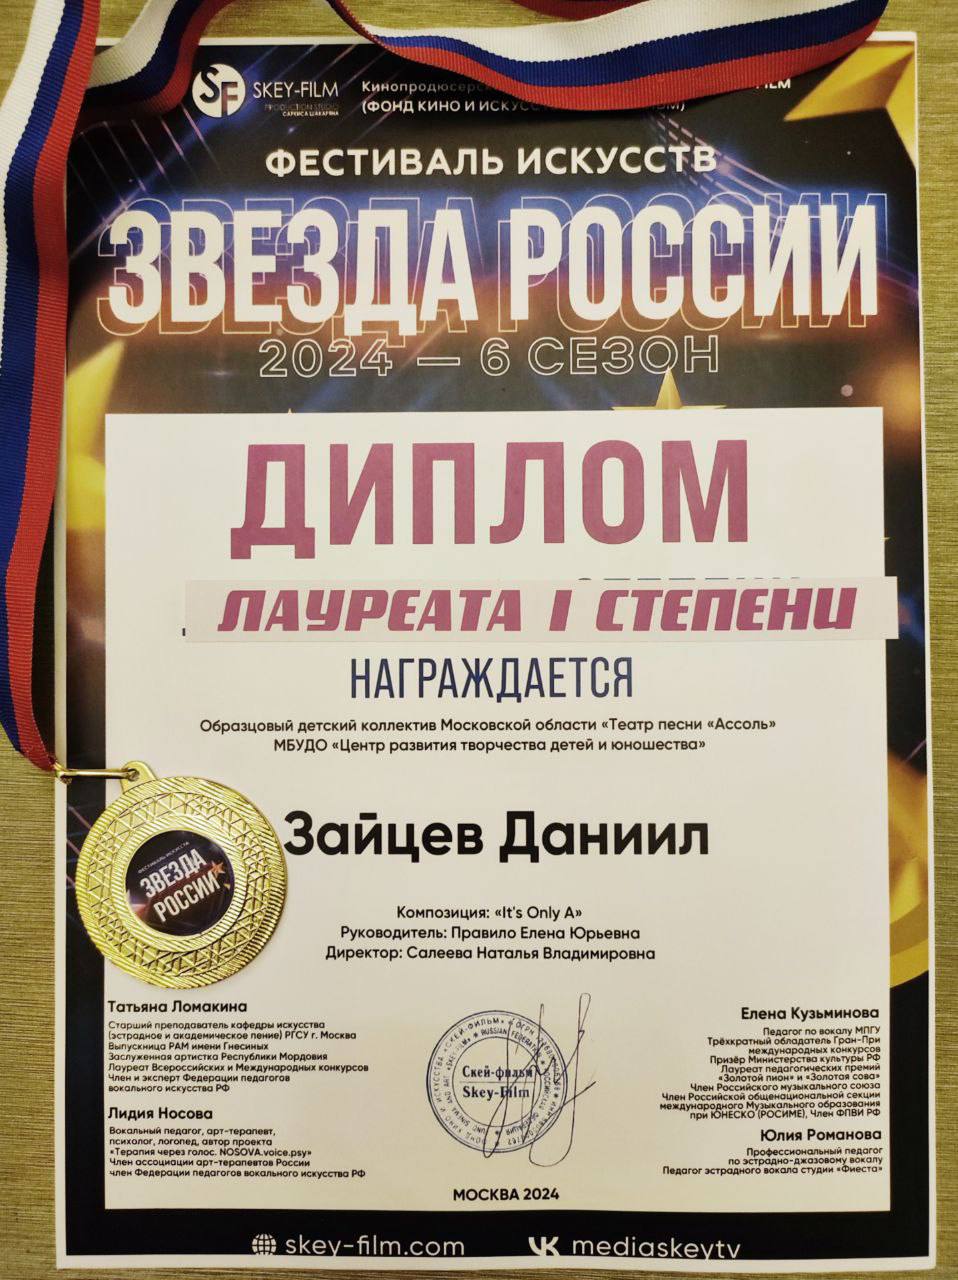 SKEY-FILM
PRODUCTION STUDIO
САРКИСА ШАКАРЯНА
(ФОНД КИНО И
ФЕСТИВАЛЬ ИСКУССТВ
ЗВЕЗДА РОССИИ
2024 — 6 СЕЗОН
ДИПЛОМ
ЛАУРЕАТА I СТЕПЕНИ
НАГРАЖДАЕТСЯ
Образцовый детский коллектив Московской области «Театр песни «Ассоль»
МБУДО «Центр развития творчества детей и юношества»
Зайцев Даниил
ФЕСТИВАЛЬ ИСКУССТВ
ЗВЕЗДА
РОССИИ
Композиция: «It's Only A»
Руководитель: Правило Елена Юрьевна
Директор: Салеева Наталья Владимировна
Татьяна Ломакина
Старший преподаватель кафедры искусства
(эстрадное и академическое пение) РГСУ г. Москва
Выпускница РАМ имени Гнесиных
Заслуженная артистка Республики Мордовия
Лауреат Всероссийских и Международных конкурсов
Член и эксперт Федерации педагогов
вокального искусства РФ
Лидия Носова
Вокальный педагог, арт-терапевт,
психолог, логопед, автор проекта
«Терапия через голос. NOSOVA.voice.psy»
Член ассоциации арт-терапевтов России
член Федерации педагогов вокального искусства РФ
Скей-фильм
Skey-Film
Елена Кузьминова
Педагог по вокалу МПГУ
Трёхкратный обладатель Гран-При
международных конкурсов
Призёр Министерства культуры РФ
Лауреат педагогических премий
«Золотой пион» и «Золотая сова»
Член Российского музыкального союза
Член Российской общенациональной секции
международного Музыкального образования
при ЮНЕСКО (РОСИМЕ), Член ФПВИ РФ
Юлия Романова
Профессиональный педагог
по эстрадно-джазовому вокалу
Педагог эстрадного вокала студии «Фиеста»
МОСКВА 2024
skey-film.com
mediaskeytv